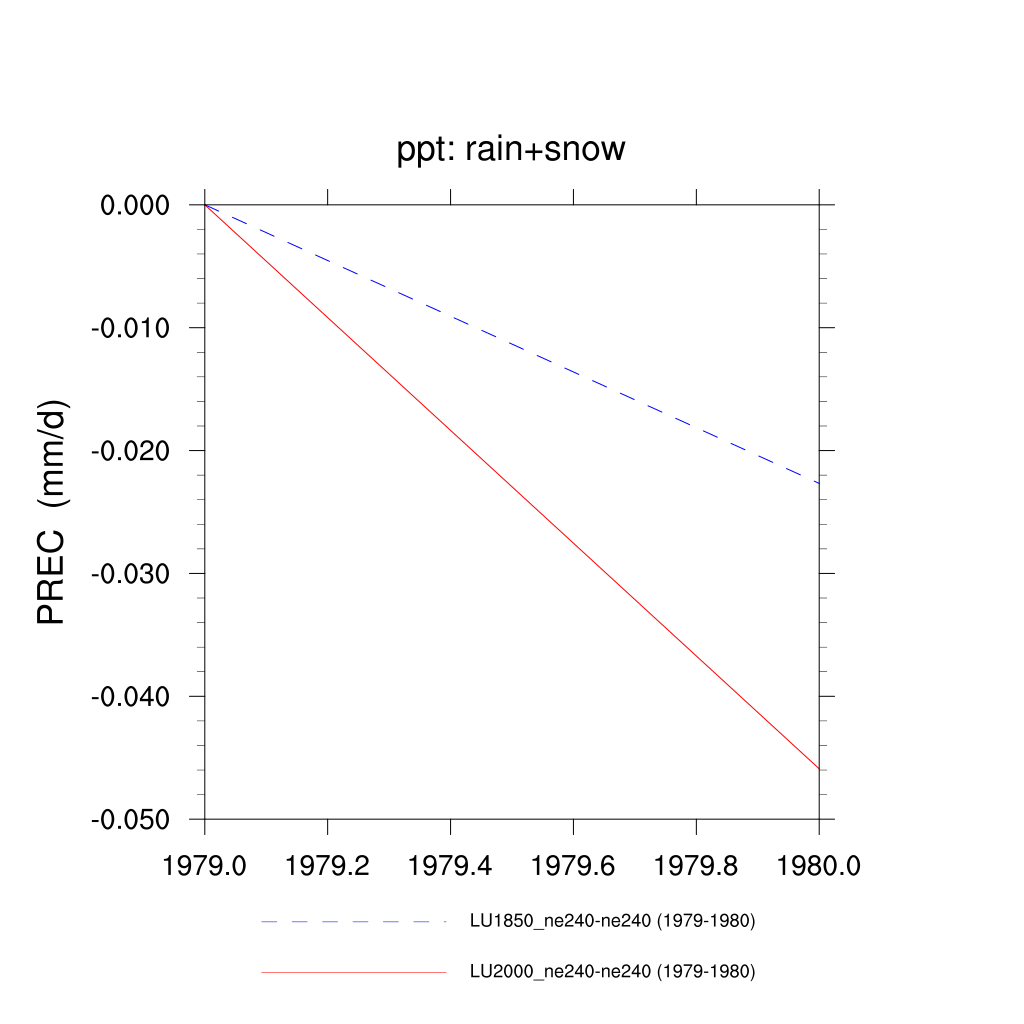 ppt: rain+snow
0.000
-0.010
-0.020
-0.030
-0.040
-0.050
PREC (mm/d)
1979.0 1979.2 1979.4 1979.6 1979.8 1980.0
LU1850_ne240-ne240 (1979-1980)
LU2000_ne240-ne240 (1979-1980)